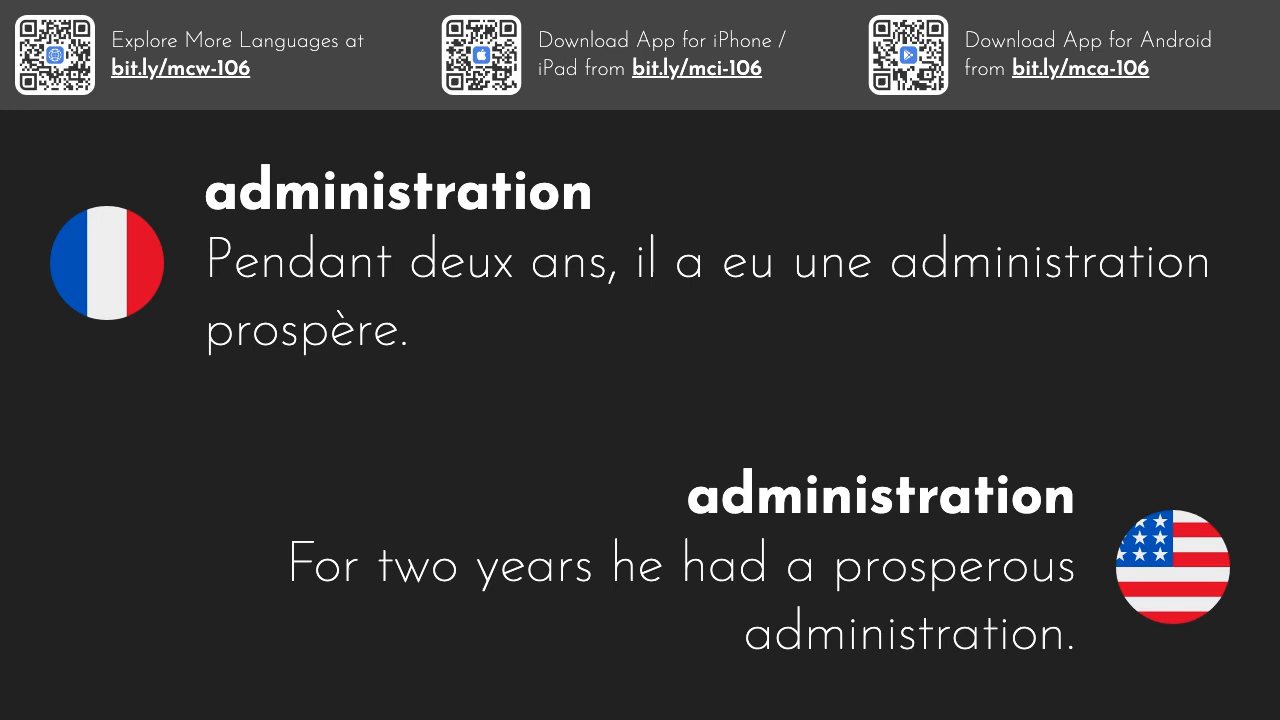 Explore More Languages at
bit.ly/mcw-106
Download App for iPhone /
iPad from bit.ly/mci-106
Download App for Android
from bit.ly/mca-106
administration
Pendant deux ans, il a eu une administration
prospère.
administration
For two years he had a prosperous
administration.